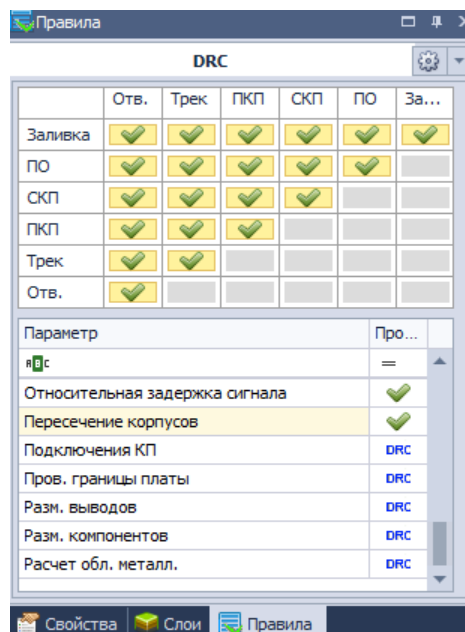 Правила
DRC
Отв. Трек ПКП СКП ПО За...
Заливка
ПО
СКП
ПКП
Трек
Отв.
Параметр Про...
ABC =
Относительная задержка сигнала
Пересечение корпусов
Подключения КП DRC
Пров. границы платы DRC
Разм. выводов DRC
Разм. компонентов DRC
Расчет обл. металл. DRC
Свойства Слои Правила